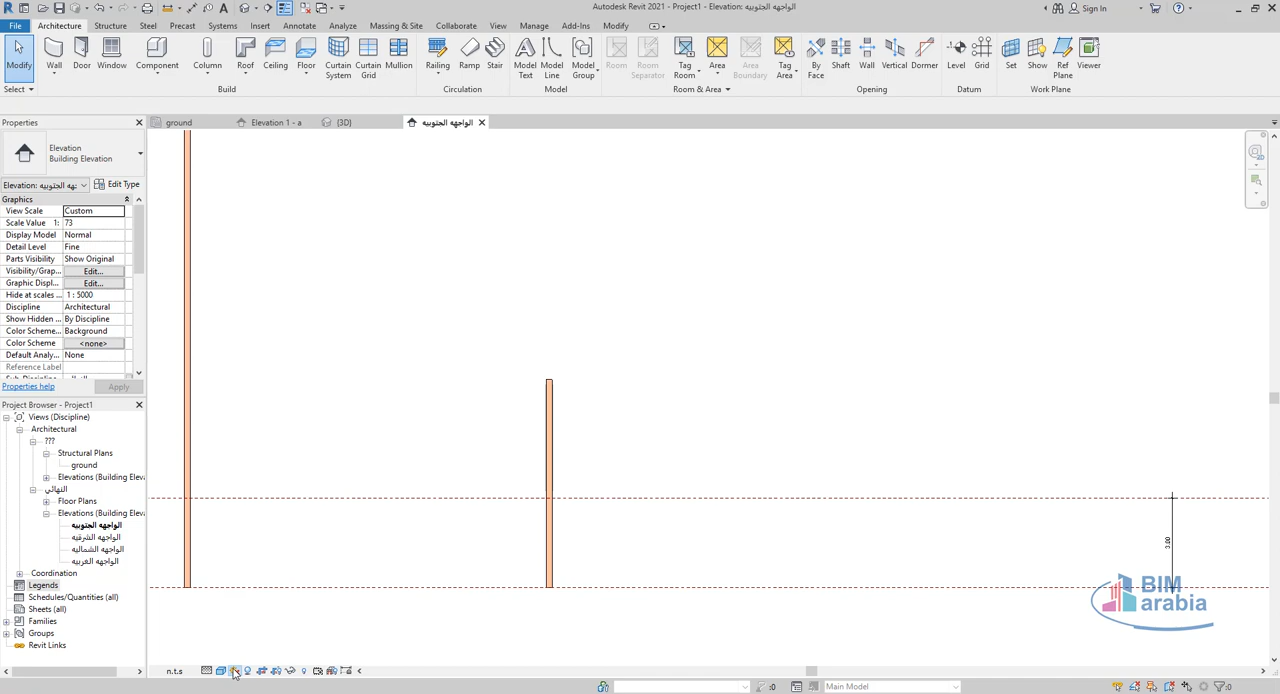 Autodesk Revit 2021 - Project1 - Elevation: الواجهه الجنوبيه
Sign In
File Architecture Structure Steel Precast Systems Insert Annotate Analyze Massing & Site Collaborate View Manage Add-Ins Modify
Modify Wall Door Window Component Column Roof Ceiling Floor Curtain System Curtain Grid Mullion Railing Ramp Stair Model Text Model Line Model Group Room Room Separator Tag Room Area Area Boundary Tag Area By Face Shaft Wall Vertical Dormer Level Grid Set Show Ref Plane Viewer
Select Build Circulation Model Room & Area Opening Datum Work Plane
Properties
ground
Elevation 1 - a
{3D}
الواجهه الجنوبيه
Elevation
Building Elevation
Elevation: الواجهه الجنوبيه
Edit Type
Graphics
View Scale Custom
Scale Value 1: 73
Display Model Normal
Detail Level Fine
Parts Visibility Show Original
Visibility/Grap... Edit...
Graphic Displ... Edit...
Hide at scales ... 1 : 5000
Discipline Architectural
Show Hidden ... By Discipline
Color Scheme... Background
Color Scheme <none>
Default Analy... None
Reference Label
Properties help
Apply
Project Browser - Project1
Views (Discipline)
Architectural
???
Structural Plans
ground
Elevations (Building Eleva
النهائي
Floor Plans
Elevations (Building Eleva
الواجهه الجنوبيه
الواجهه الشرقيه
الواجهه الشماليه
الواجهه الغربيه
Coordination
Legends
Schedules/Quantities (all)
Sheets (all)
Families
Groups
Revit Links
3.00
BIM
arabia
n.t.s
:0
Main Model
:0